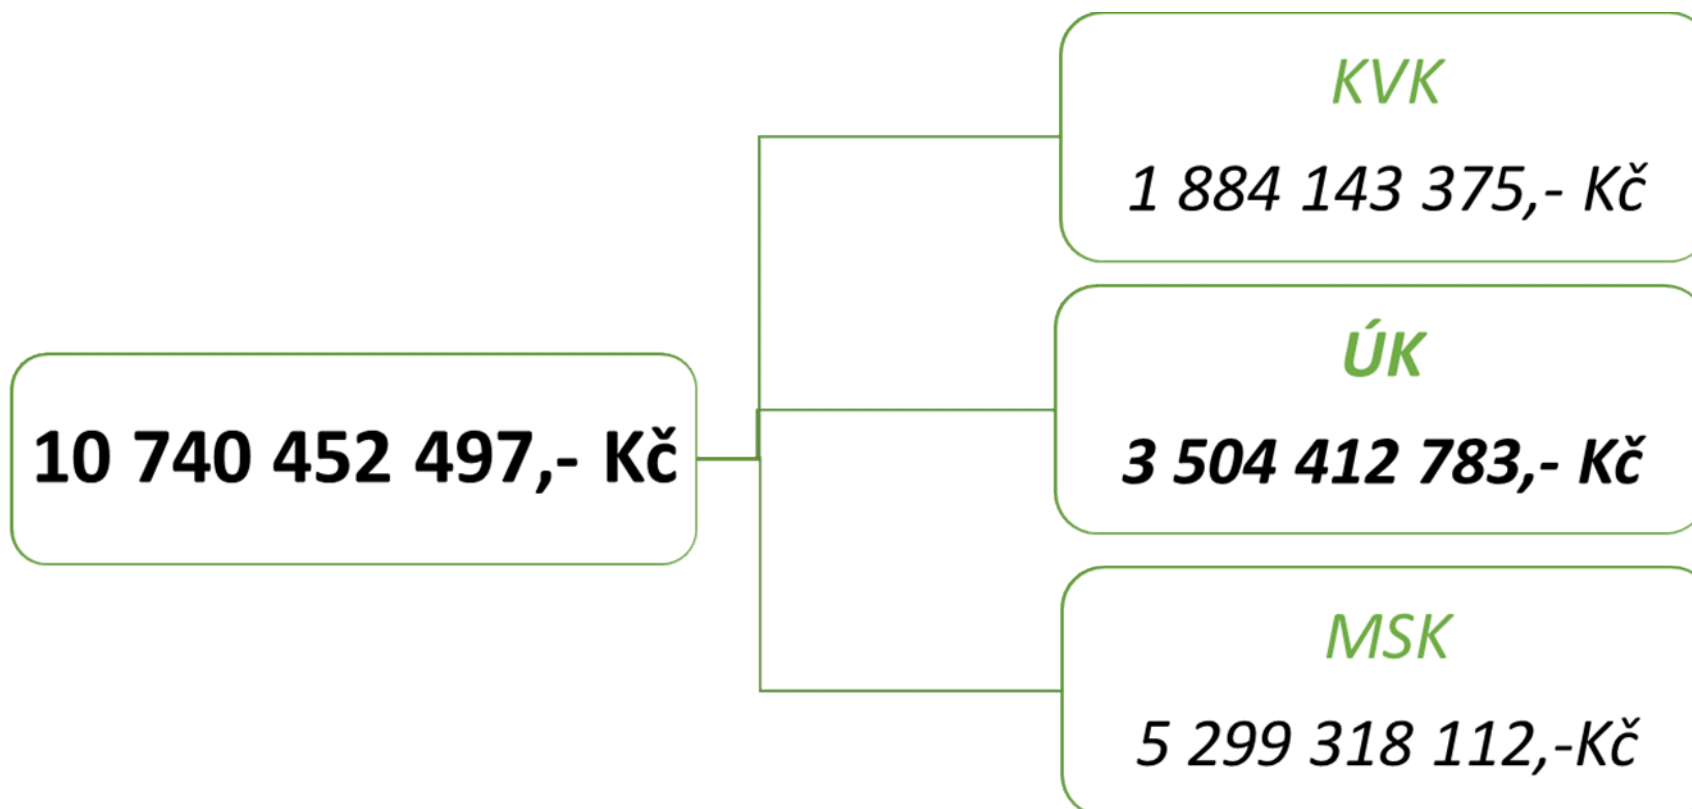 10 740 452 497,- Kč
KVK
1 884 143 375,- Kč
ÚK
3 504 412 783,- Kč
MSK
5 299 318 112,-Kč